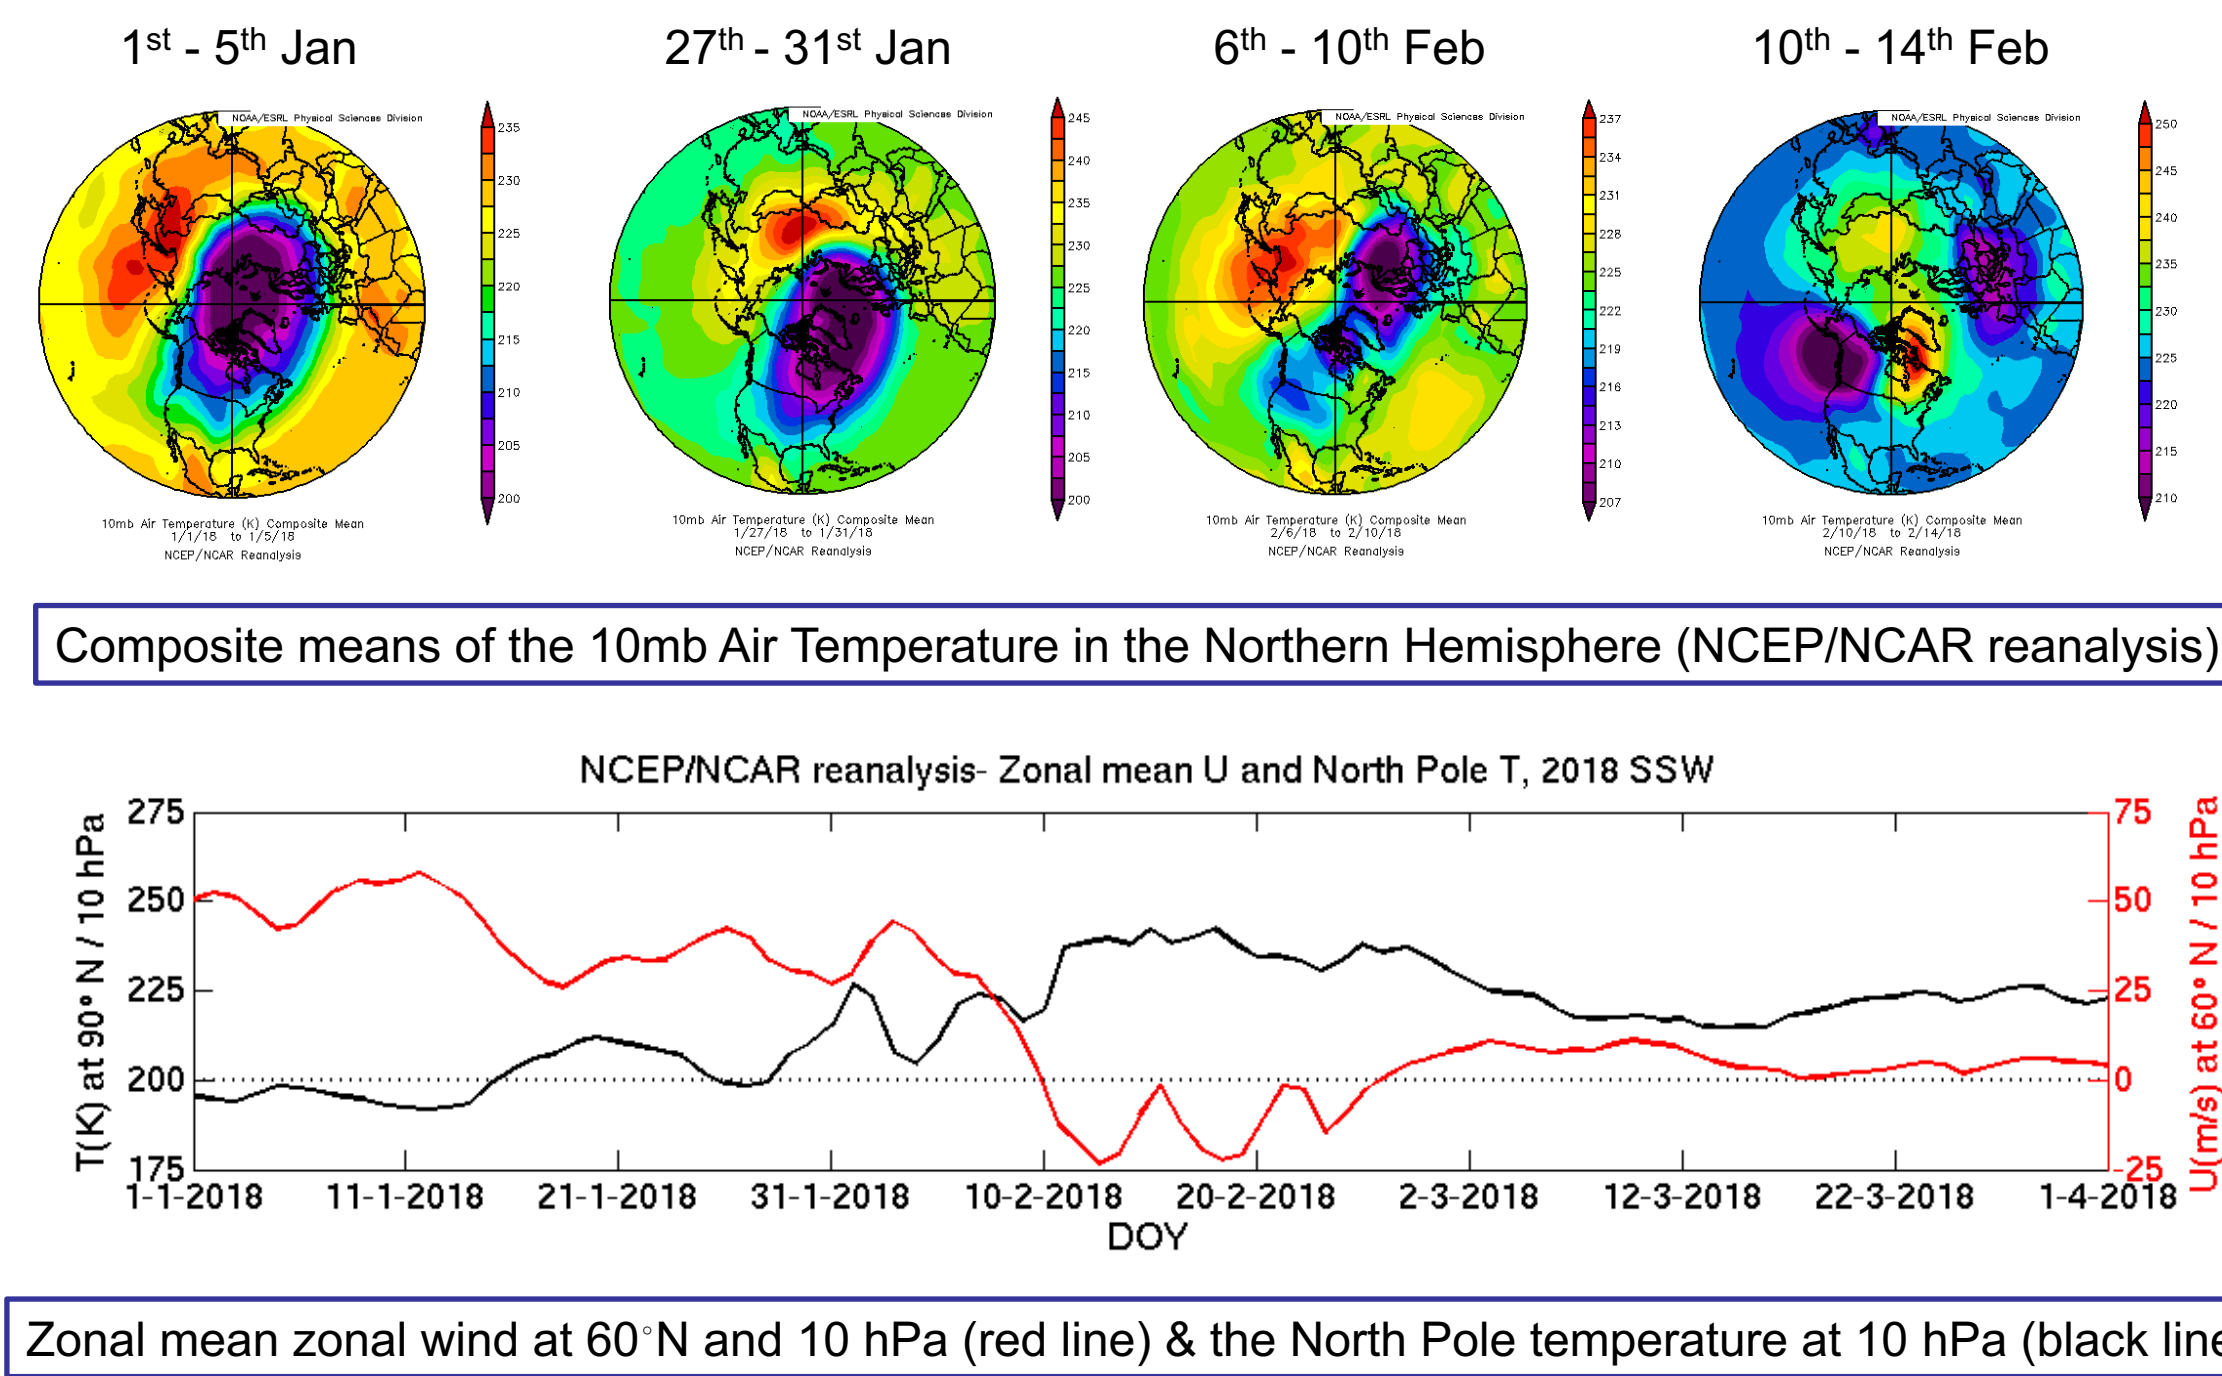 1st - 5th Jan
27th - 31st Jan
6th - 10th Feb
10th - 14th Feb
NOAA/ESRL Physical Sciences Division
235
230
225
220
215
210
205
200
10mb Air Temperature (K) Composite Mean
1/1/18 to 1/5/18
NCEP/NCAR Reanalysis
NOAA/ESRL Physical Sciences Division
245
240
235
230
225
220
215
210
205
200
10mb Air Temperature (K) Composite Mean
1/27/18 to 1/31/18
NCEP/NCAR Reanalysis
NOAA/ESRL Physical Sciences Division
237
234
231
228
225
222
219
216
213
210
207
10mb Air Temperature (K) Composite Mean
2/6/18 to 2/10/18
NCEP/NCAR Reanalysis
NOAA/ESRL Physical Sciences Division
250
245
240
235
230
225
220
215
210
10mb Air Temperature (K) Composite Mean
2/10/18 to 2/14/18
NCEP/NCAR Reanalysis
Composite means of the 10mb Air Temperature in the Northern Hemisphere (NCEP/NCAR reanalysis)
NCEP/NCAR reanalysis- Zonal mean U and North Pole T, 2018 SSW
T(K) at 90° N / 10 hPa
275
250
225
200
175
75
50
25
0
-25
U(m/s) at 60° N / 10 hPa
1-1-2018 11-1-2018 21-1-2018 31-1-2018 10-2-2018 20-2-2018 2-3-2018 12-3-2018 22-3-2018 1-4-2018
DOY
Zonal mean zonal wind at 60°N and 10 hPa (red line) & the North Pole temperature at 10 hPa (black line